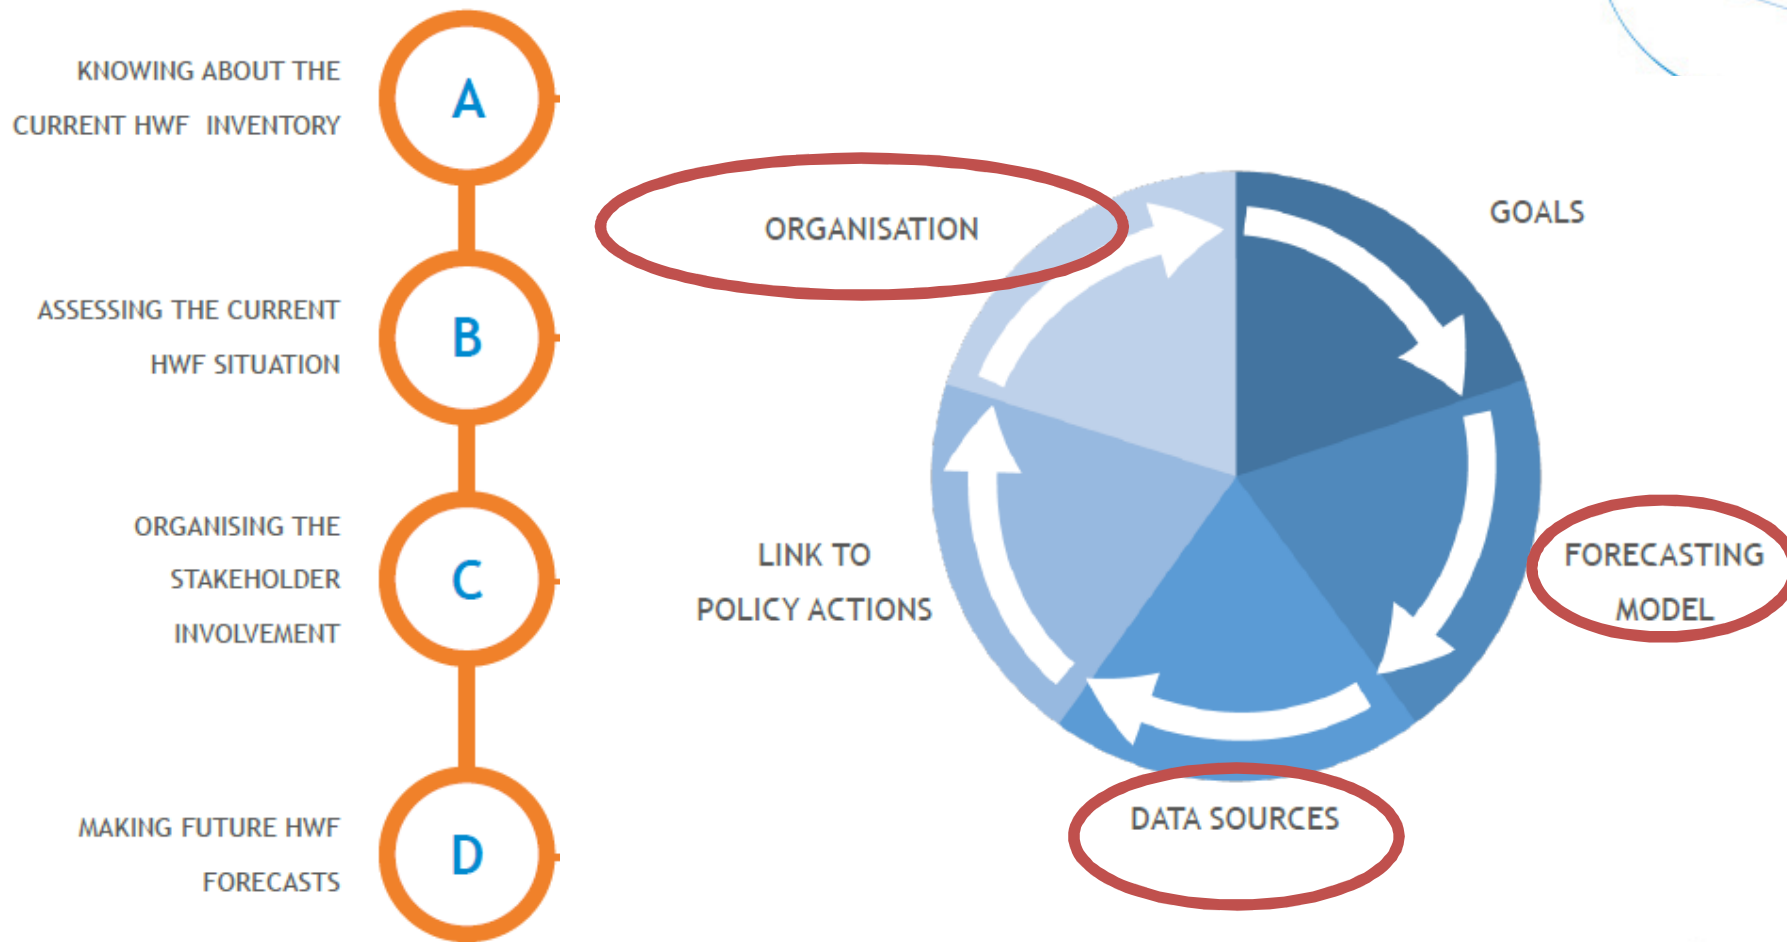 KNOWING ABOUT THE
CURRENT HWF INVENTORY
A
ASSESSING THE CURRENT
HWF SITUATION
B
ORGANISING THE
STAKEHOLDER
INVOLVEMENT
C
MAKING FUTURE HWF
FORECASTS
D
ORGANISATION
GOALS
LINK TO
POLICY ACTIONS
FORECASTING
MODEL
DATA SOURCES